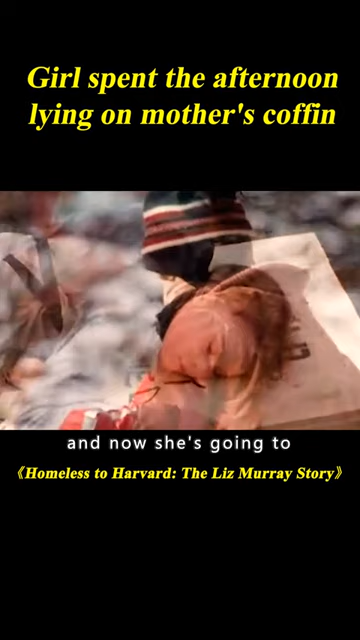 Girl spent the afternoon
lying on mother's coffin
and now she's going to
《Homeless to Harvard: The Liz Murray Story》